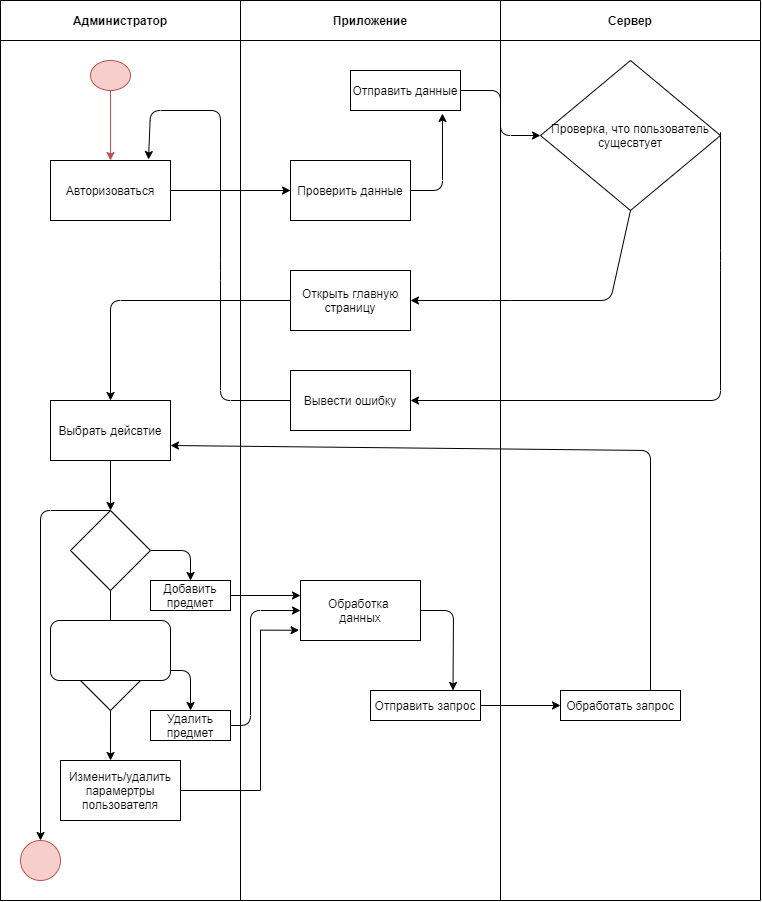 Администратор
Приложение
Сервер
Отправить данные
Проверка, что пользователь
сущесвтует
Авторизоваться
Проверить данные
Открыть главную
страницу
Вывести ошибку
Выбрать дейсвтие
Добавить
предмет
Обработка
данных
Отправить запрос
Обработать запрос
Удалить
предмет
Изменить/удалить
парамертры
пользователя